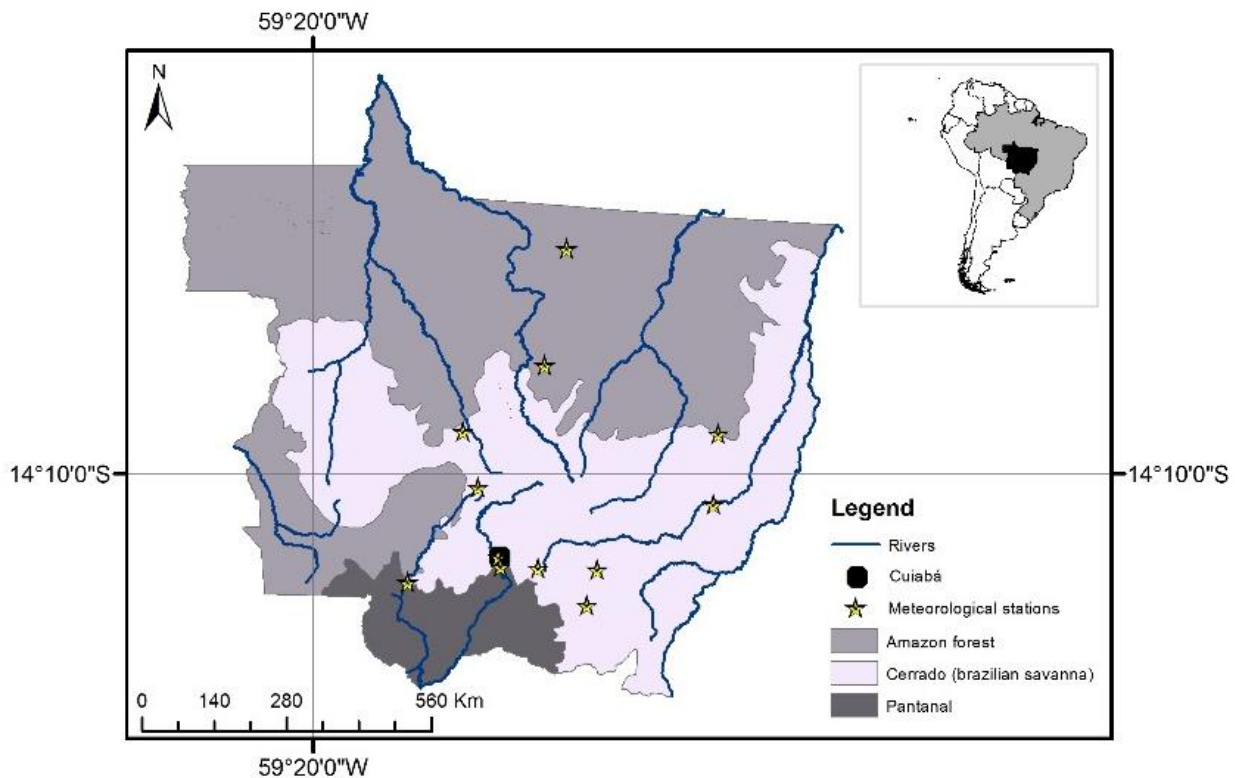 59°20'0"W
N
14°10'0"S
14°10'0"S
Legend
Rivers
Cuiabá
Meteorological stations
Amazon forest
Cerrado (brazilian savanna)
Pantanal
0 140 280 560 Km
59°20'0"W